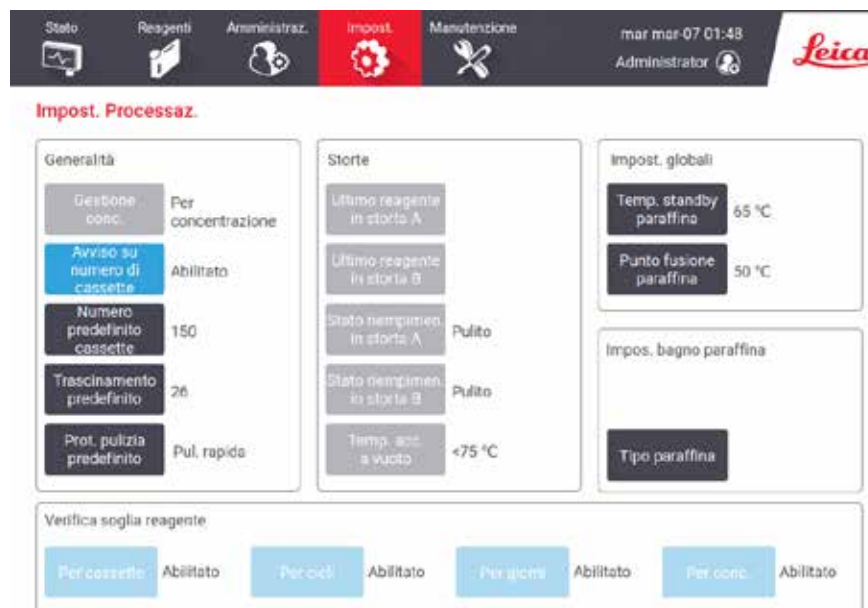 Stato
Reagenti
Amministraz.
Impost.
Manutenzione
mar mar-07 01:48
Administrator
Leica
Impost. Processaz.
Generalità
Gestione
conc.
Per
concentrazione
Avviso su
numero di
cassette
Abilitato
Numero
predefinito
cassette
150
Trascinamento
predefinito
26
Prot. pulizia
predefinito
Pul. rapida
Storte
Ultimo reagente
in storta A
Ultimo reagente
in storta B
Stato riempimen.
in storta A
Pulito
Stato riempimen.
in storta B
Pulito
Temp. acc.
a vuoto
<75 °C
Impost. globali
Temp. standby
paraffina
65 °C
Punto fusione
paraffina
50 °C
Impos. bagno paraffina
Tipo paraffina
Verifica soglia reagente
Per cassette
Abilitato
Per cicli
Abilitato
Per giorni
Abilitato
Per conc.
Abilitato